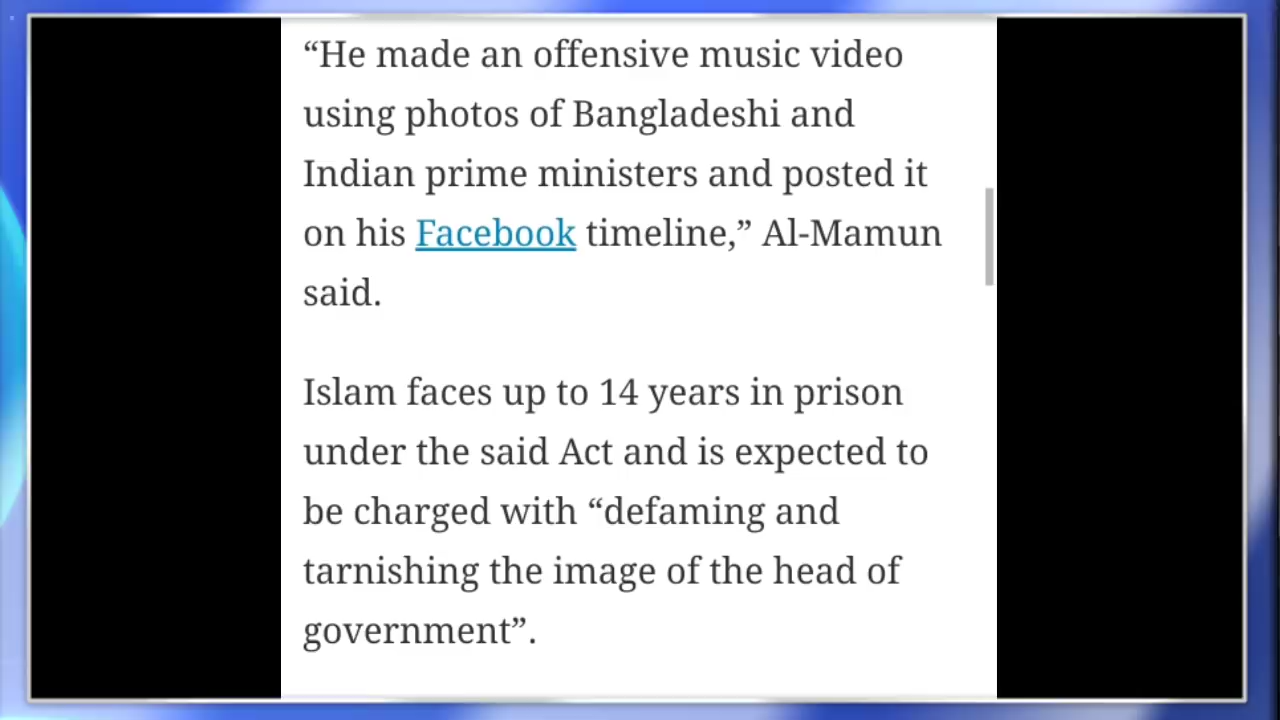 “He made an offensive music video
using photos of Bangladeshi and
Indian prime ministers and posted it
on his Facebook timeline,” Al-Mamun
said.
Islam faces up to 14 years in prison
under the said Act and is expected to
be charged with “defaming and
tarnishing the image of the head of
government”.